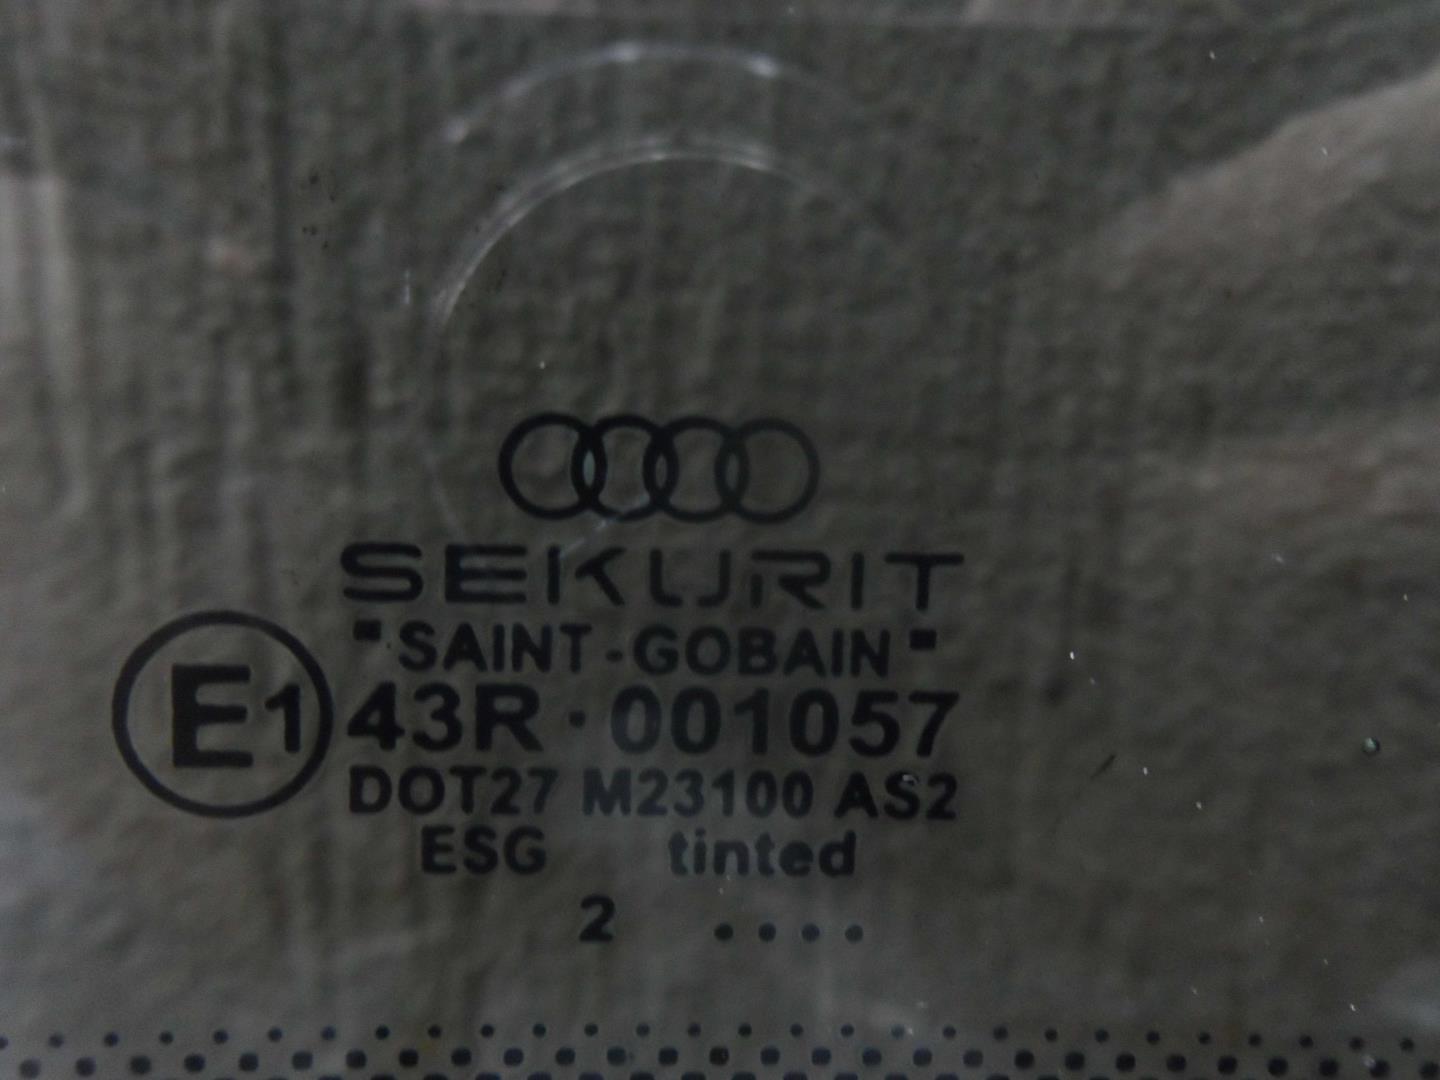 SEKURIT
"SAINT-GOBAIN"
E1 43R·001057
DOT27 M23100 AS2
ESG tinted
2 ....